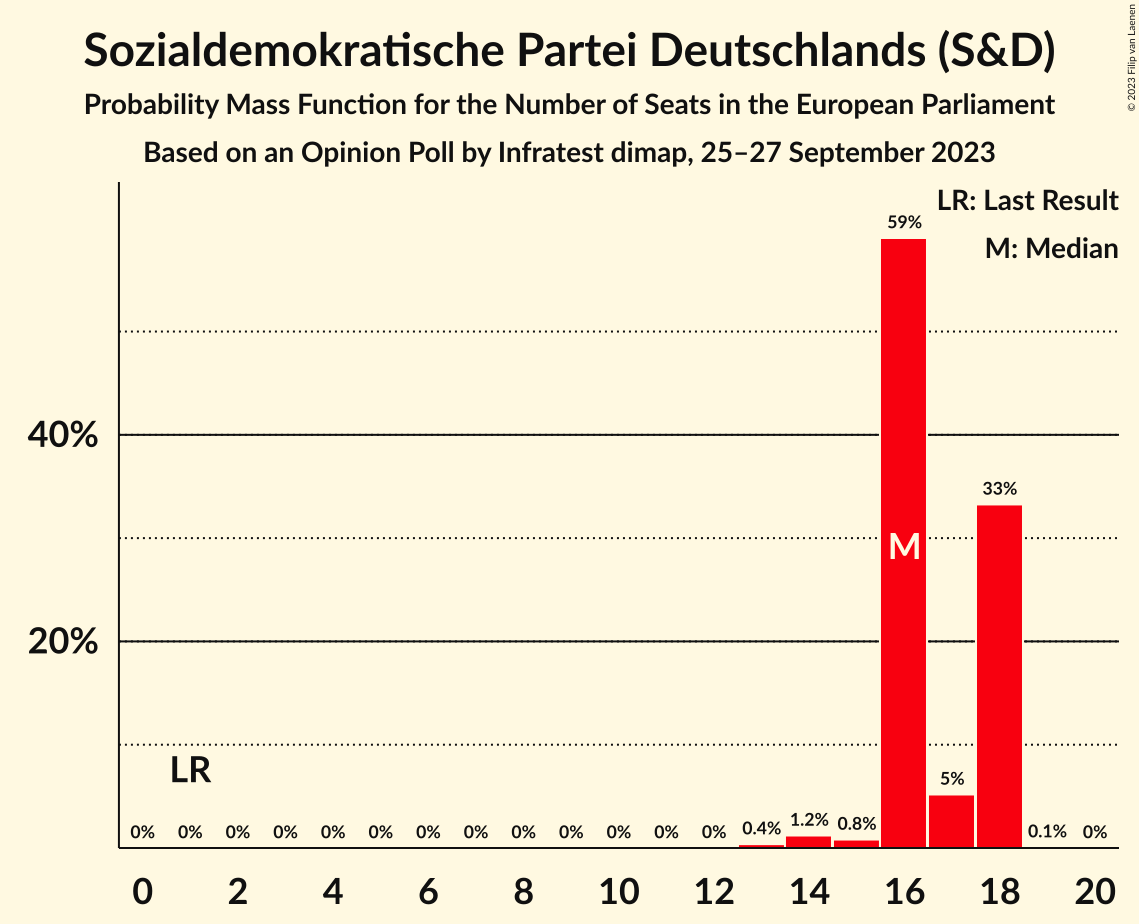 Sozialdemokratische Partei Deutschlands (S&D)
Probability Mass Function for the Number of Seats in the European Parliament
Based on an Opinion Poll by Infratest dimap, 25–27 September 2023
© 2023 Filip van Laenen
LR: Last Result
M: Median
59%
40%
33%
M
20%
LR
5%
0% 0% 0% 0% 0% 0% 0% 0% 0% 0% 0% 0% 0% 0.4% 1.2% 0.8% 0.1% 0%
0 2 4 6 8 10 12 14 16 18 20